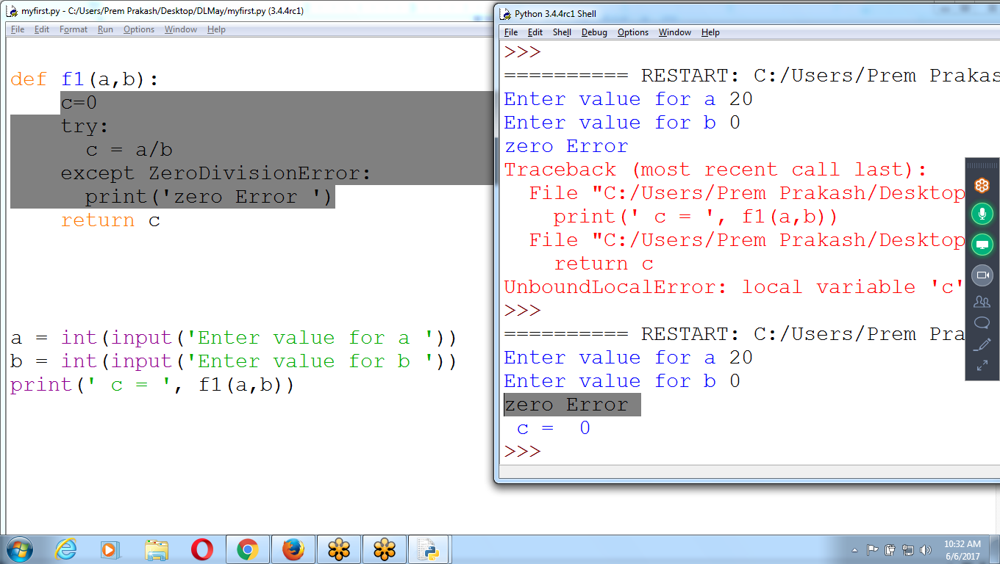 myfirst.py - C:/Users/Prem Prakash/Desktop/DLMay/myfirst.py (3.4.4rc1)
File Edit Format Run Options Window Help
def f1(a,b):
    c=0
    try:
      c = a/b
    except ZeroDivisionError:
      print('zero Error ')
    return c
a = int(input('Enter value for a '))
b = int(input('Enter value for b '))
print(' c = ', f1(a,b))
Python 3.4.4rc1 Shell
File Edit Shell Debug Options Window Help
>>>
========== RESTART: C:/Users/Prem Prakas
Enter value for a 20
Enter value for b 0
zero Error
Traceback (most recent call last):
  File "C:/Users/Prem Prakash/Desktop
    print(' c = ', f1(a,b))
  File "C:/Users/Prem Prakash/Desktop
    return c
UnboundLocalError: local variable 'c'
>>>
========== RESTART: C:/Users/Prem Pra
Enter value for a 20
Enter value for b 0
zero Error
 c =  0
>>>
10:32 AM
6/6/2017